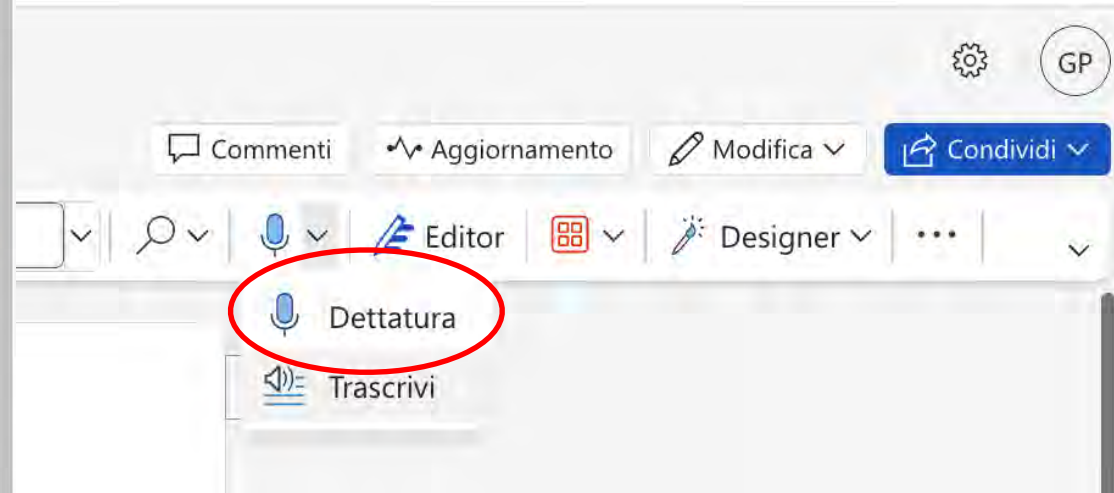 GP
Commenti Aggiornamento Modifica Condividi
Editor Designer ...
Dettatura
Trascrivi